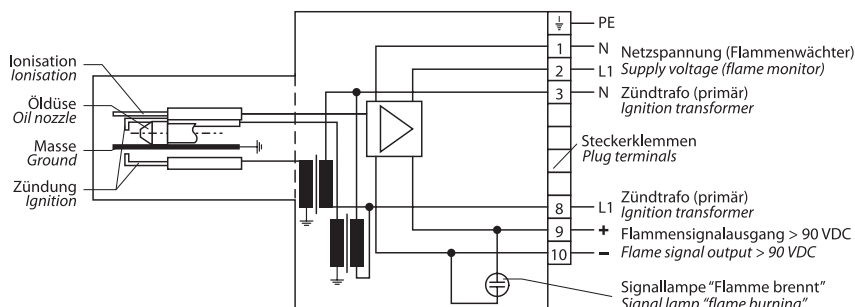 Ionisation
Ionisation
Öldüse
Oil nozzle
Masse
Ground
Zündung
Ignition
PE
1 N Netzspannung (Flammenwächter)
2 L1 Supply voltage (flame monitor)
3 N Zündtrafo (primär)
Ignition transformer
Steckerklemmen
Plug terminals
Zündtrafo (primär)
8 L1 Ignition transformer
9 + Flammensignalausgang > 90 VDC
10 – Flame signal output > 90 VDC
Signallampe "Flamme brennt"
Signal lamp "flame burning"